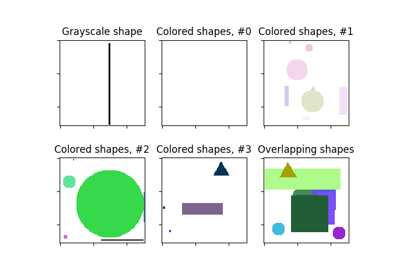 Grayscale shape
Colored shapes, #0
Colored shapes, #1
Colored shapes, #2
Colored shapes, #3
Overlapping shapes